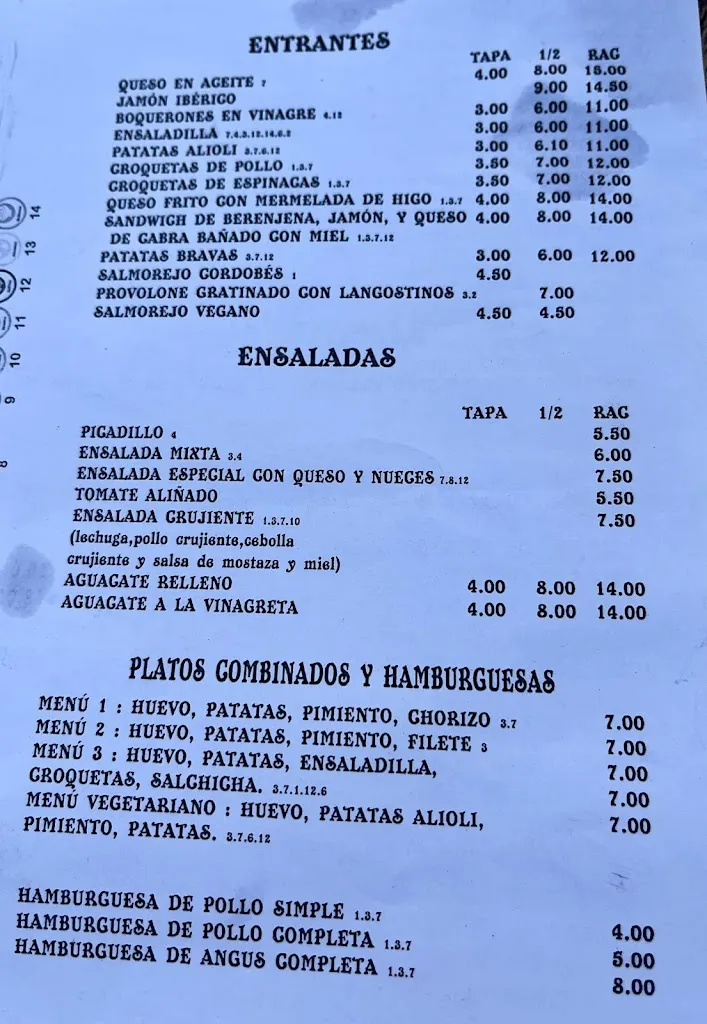 ENTRANTES
TAPA 1/2 RAC
QUESO EN ACEITE 7 4.00 8.00 15.00
JAMÓN IBÉRICO 9.00 14.50
BOQUERONES EN VINAGRE 4.12 3.00 6.00 11.00
ENSALADILLA 7.4.3.12.14.6.2 3.00 6.00 11.00
PATATAS ALIOLI 3.7.6.12 3.00 6.10 11.00
CROQUETAS DE POLLO 1.3.7 3.50 7.00 12.00
CROQUETAS DE ESPINACAS 1.3.7 3.50 7.00 12.00
QUESO FRITO CON MERMELADA DE HIGO 1.3.7 4.00 8.00 14.00
SANDWICH DE BERENJENA, JAMÓN, Y QUESO 4.00 8.00 14.00
DE CABRA BAÑADO CON MIEL 1.3.7.12
PATATAS BRAVAS 3.7.12 3.00 6.00 12.00
SALMOREJO CORDOBÉS 1 4.50
PROVOLONE GRATINADO CON LANGOSTINOS 3.2 7.00
SALMOREJO VEGANO 4.50 4.50
ENSALADAS
TAPA 1/2 RAC
PICADILLO 4 5.50
ENSALADA MIXTA 3.4 6.00
ENSALADA ESPECIAL CON QUESO Y NUECES 7.8.12 7.50
TOMATE ALIÑADO 5.50
ENSALADA CRUJIENTE 1.3.7.10 7.50
(lechuga,pollo crujiente,cebolla
crujiente y salsa de mostaza y miel)
AGUACATE RELLENO 4.00 8.00 14.00
AGUACATE A LA VINAGRETA 4.00 8.00 14.00
PLATOS COMBINADOS Y HAMBURGUESAS
MENÚ 1 : HUEVO, PATATAS, PIMIENTO, CHORIZO 3.7 7.00
MENÚ 2 : HUEVO, PATATAS, PIMIENTO, FILETE 3 7.00
MENÚ 3 : HUEVO, PATATAS, ENSALADILLA, 7.00
CROQUETAS, SALCHICHA. 3.7.1.12.6 7.00
MENÚ VEGETARIANO : HUEVO, PATATAS ALIOLI, 7.00
PIMIENTO, PATATAS. 3.7.6.12
HAMBURGUESA DE POLLO SIMPLE 1.3.7 4.00
HAMBURGUESA DE POLLO COMPLETA 1.3.7 5.00
HAMBURGUESA DE ANGUS COMPLETA 1.3.7 8.00
14
13
12
11
10
9
8